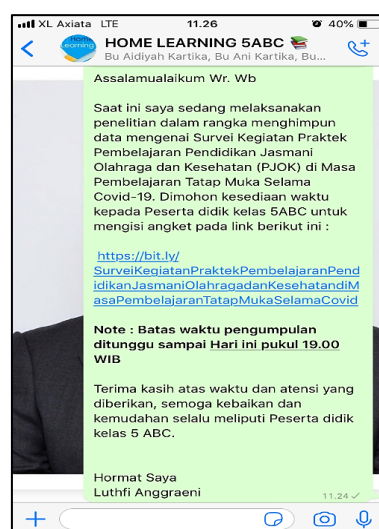 XL Axiata LTE 11.26 40%
HOME LEARNING 5ABC 📚
Bu Aidiyah Kartika, Bu Ani Kartika, Bu...
Home
Learning
Assalamualaikum Wr. Wb
Saat ini saya sedang melaksanakan
penelitian dalam rangka menghimpun
data mengenai Survei Kegiatan Praktek
Pembelajaran Pendidikan Jasmani
Olahraga dan Kesehatan (PJOK) di Masa
Pembelajaran Tatap Muka Selama
Covid-19. Dimohon kesediaan waktu
kepada Peserta didik kelas 5ABC untuk
mengisi angket pada link berikut ini :
https://bit.ly/
SurveiKegiatanPraktekPembelajaranPend
idikanJasmaniOlahragadanKesehatandiM
asaPembelajaranTatapMukaSelamaCovid
Note : Batas waktu pengumpulan
ditunggu sampai Hari ini pukul 19.00
WIB
Terima kasih atas waktu dan atensi yang
diberikan, semoga kebaikan dan
kemudahan selalu meliputi Peserta didik
kelas 5 ABC.
Hormat Saya
Luthfi Anggraeni
11.24 ✓